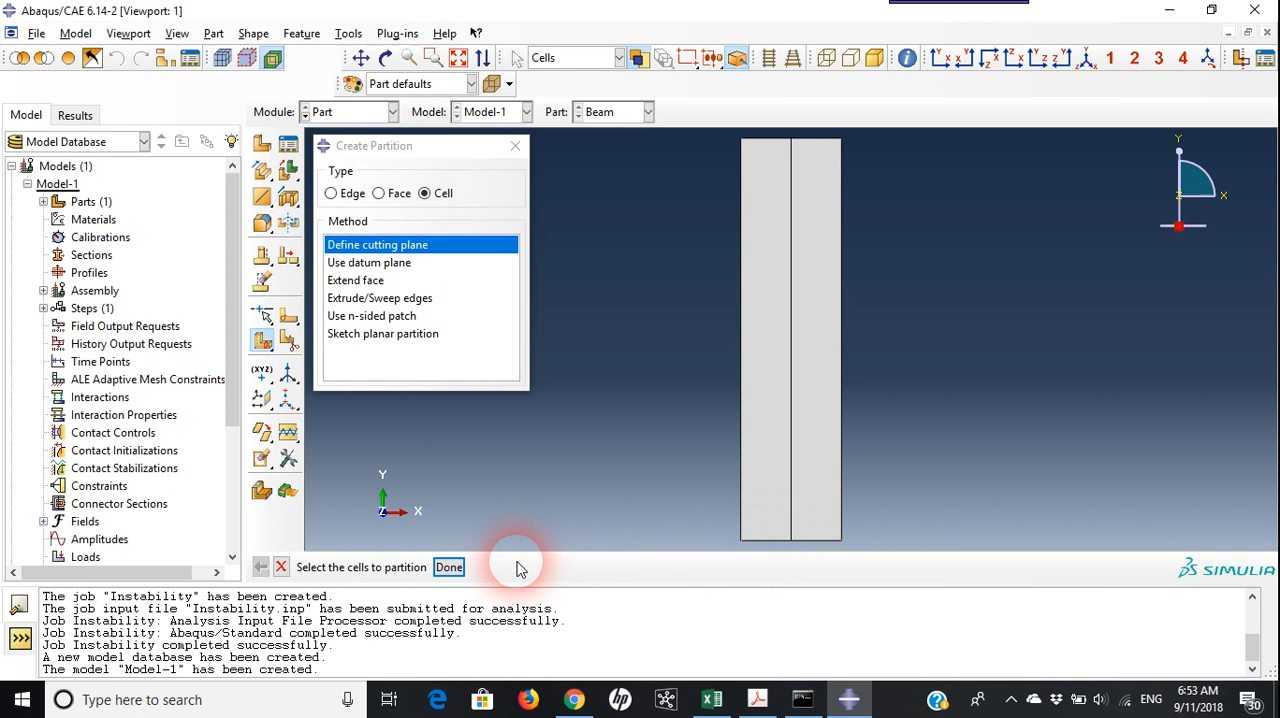 Abaqus/CAE 6.14-2 [Viewport: 1]
File Model Viewport View Part Shape Feature Tools Plug-ins Help
Cells
1 2 3 4
Part defaults
Model Results
Module: Part Model: Model-1 Part: Beam
Model Database
Models (1)
Model-1
Parts (1)
Materials
Calibrations
Sections
Profiles
Assembly
Steps (1)
Field Output Requests
History Output Requests
Time Points
ALE Adaptive Mesh Constraints
Interactions
Interaction Properties
Contact Controls
Contact Initializations
Contact Stabilizations
Constraints
Connector Sections
Fields
Amplitudes
Loads
(XYZ)
Create Partition
Type
Edge Face Cell
Method
Define cutting plane
Use datum plane
Extend face
Extrude/Sweep edges
Use n-sided patch
Sketch planar partition
Y
Z X
Y
Z X
Select the cells to partition Done
SIMULIA
The job "Instability" has been created.
The job input file "Instability.inp" has been submitted for analysis.
Job Instability: Analysis Input File Processor completed successfully.
Job Instability: Abaqus/Standard completed successfully.
Job Instability completed successfully.
A new model database has been created.
The model "Model-1" has been created.
>>>
Type here to search
hp
ENG
8:53 AM
9/11/2018
30